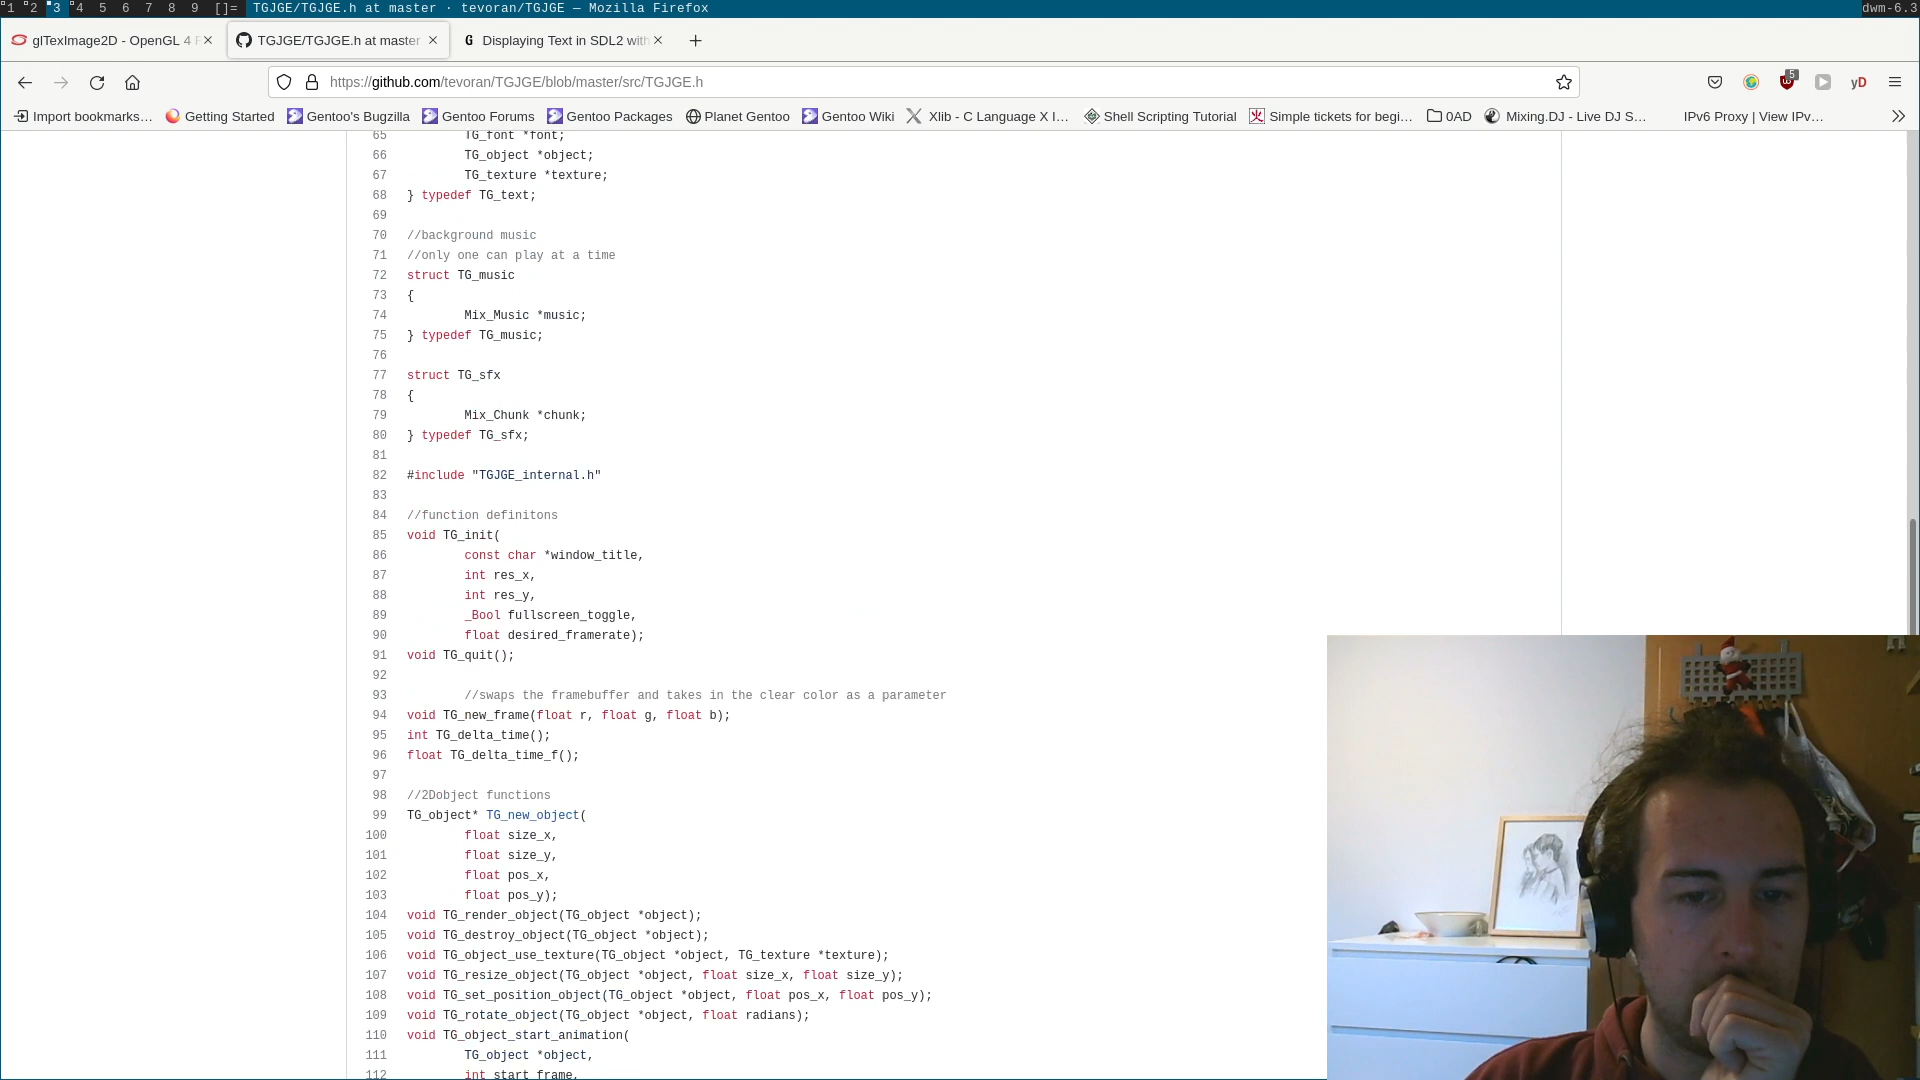 1 2 3 4 5 6 7 8 9 []= TGJGE/TGJGE.h at master · tevoran/TGJGE — Mozilla Firefox dwm-6.3
glTexImage2D - OpenGL 4 TGJGE/TGJGE.h at master G Displaying Text in SDL2 with
https://github.com/tevoran/TGJGE/blob/master/src/TGJGE.h 5 yD
Import bookmarks... Getting Started Gentoo's Bugzilla Gentoo Forums Gentoo Packages Planet Gentoo Gentoo Wiki Xlib - C Language X I... Shell Scripting Tutorial 火 Simple tickets for begi... 0AD Mixing.DJ - Live DJ S... IPv6 Proxy | View IPv...
65 TG_font *font;
66 TG_object *object;
67 TG_texture *texture;
68 } typedef TG_text;
69
70 //background music
71 //only one can play at a time
72 struct TG_music
73 {
74 Mix_Music *music;
75 } typedef TG_music;
76
77 struct TG_sfx
78 {
79 Mix_Chunk *chunk;
80 } typedef TG_sfx;
81
82 #include "TGJGE_internal.h"
83
84 //function definitons
85 void TG_init(
86 const char *window_title,
87 int res_x,
88 int res_y,
89 _Bool fullscreen_toggle,
90 float desired_framerate);
91 void TG_quit();
92
93 //swaps the framebuffer and takes in the clear color as a parameter
94 void TG_new_frame(float r, float g, float b);
95 int TG_delta_time();
96 float TG_delta_time_f();
97
98 //2Dobject functions
99 TG_object* TG_new_object(
100 float size_x,
101 float size_y,
102 float pos_x,
103 float pos_y);
104 void TG_render_object(TG_object *object);
105 void TG_destroy_object(TG_object *object);
106 void TG_object_use_texture(TG_object *object, TG_texture *texture);
107 void TG_resize_object(TG_object *object, float size_x, float size_y);
108 void TG_set_position_object(TG_object *object, float pos_x, float pos_y);
109 void TG_rotate_object(TG_object *object, float radians);
110 void TG_object_start_animation(
111 TG_object *object,
112 int start_frame,